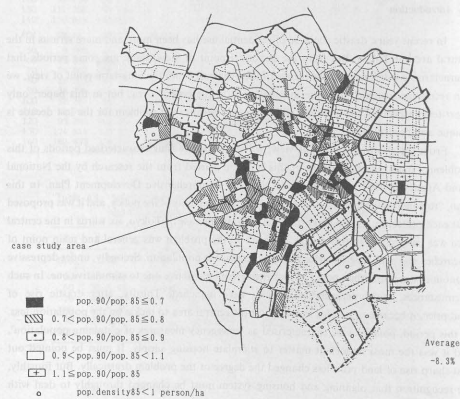 case study area
pop.90/pop.85≦0.7
0.7<pop.90/pop.85≦0.8
0.8<pop.90/pop.85≦0.9
0.9<pop.90/pop.85<1.1
1.1≦pop.90/pop.85
pop.density85<1 person/ha
Average
-8.3%